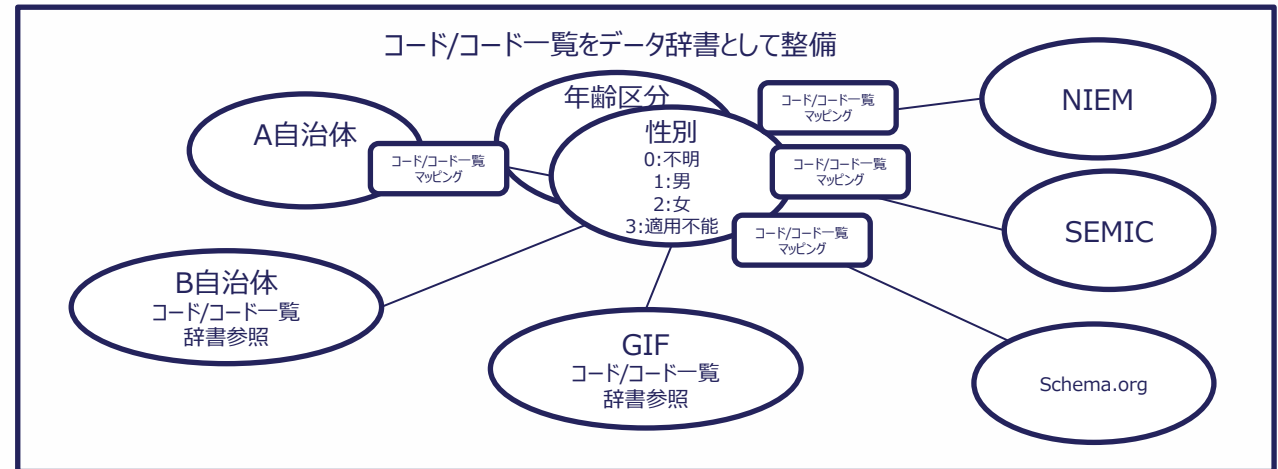 コード/コード一覧をデータ辞書として整備
年齢区分
A自治体
コード/コード一覧
マッピング
性別
0:不明
1:男
2:女
3:適用不能
コード/コード一覧
マッピング
NIEM
コード/コード一覧
マッピング
SEMIC
コード/コード一覧
マッピング
Schema.org
B自治体
コード/コード一覧
辞書参照
GIF
コード/コード一覧
辞書参照